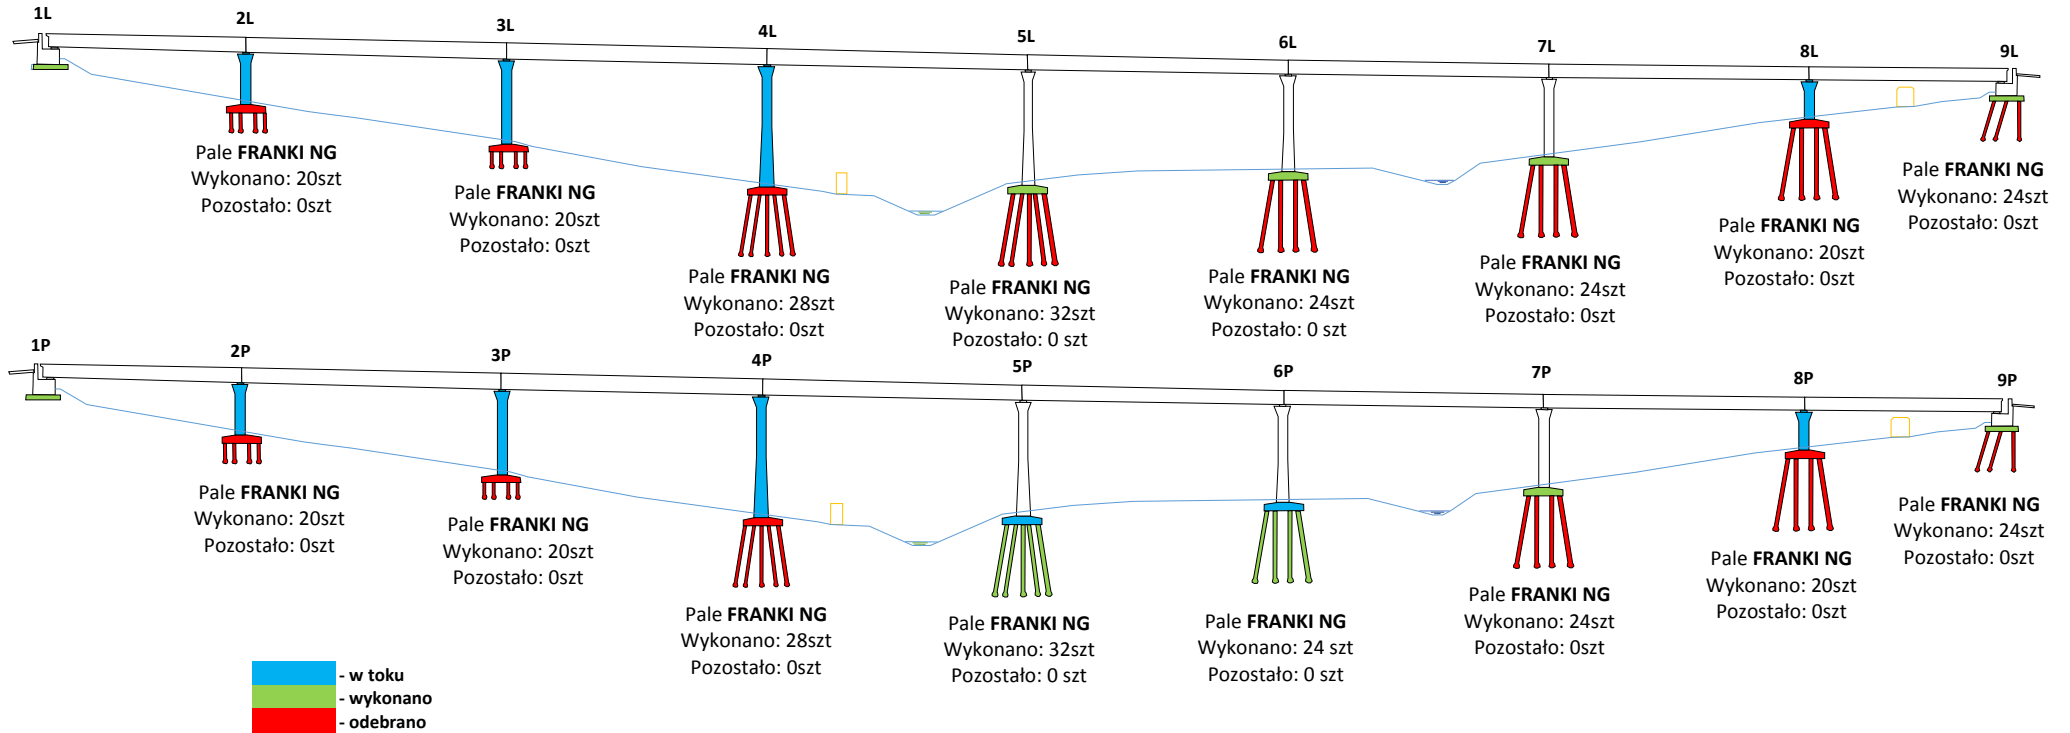 1L
2L
3L
4L
5L
6L
7L
8L
9L
Pale FRANKI NG
Wykonano: 20szt
Pozostało: 0szt
Pale FRANKI NG
Wykonano: 20szt
Pozostało: 0szt
Pale FRANKI NG
Wykonano: 28szt
Pozostało: 0szt
Pale FRANKI NG
Wykonano: 32szt
Pozostało: 0 szt
Pale FRANKI NG
Wykonano: 24szt
Pozostało: 0 szt
Pale FRANKI NG
Wykonano: 24szt
Pozostało: 0szt
Pale FRANKI NG
Wykonano: 20szt
Pozostało: 0szt
Pale FRANKI NG
Wykonano: 24szt
Pozostało: 0szt
1P
2P
3P
4P
5P
6P
7P
8P
9P
Pale FRANKI NG
Wykonano: 20szt
Pozostało: 0szt
Pale FRANKI NG
Wykonano: 20szt
Pozostało: 0szt
Pale FRANKI NG
Wykonano: 28szt
Pozostało: 0szt
Pale FRANKI NG
Wykonano: 32szt
Pozostało: 0 szt
Pale FRANKI NG
Wykonano: 24 szt
Pozostało: 0 szt
Pale FRANKI NG
Wykonano: 24szt
Pozostało: 0szt
Pale FRANKI NG
Wykonano: 20szt
Pozostało: 0szt
Pale FRANKI NG
Wykonano: 24szt
Pozostało: 0szt
- w toku
- wykonano
- odebrano